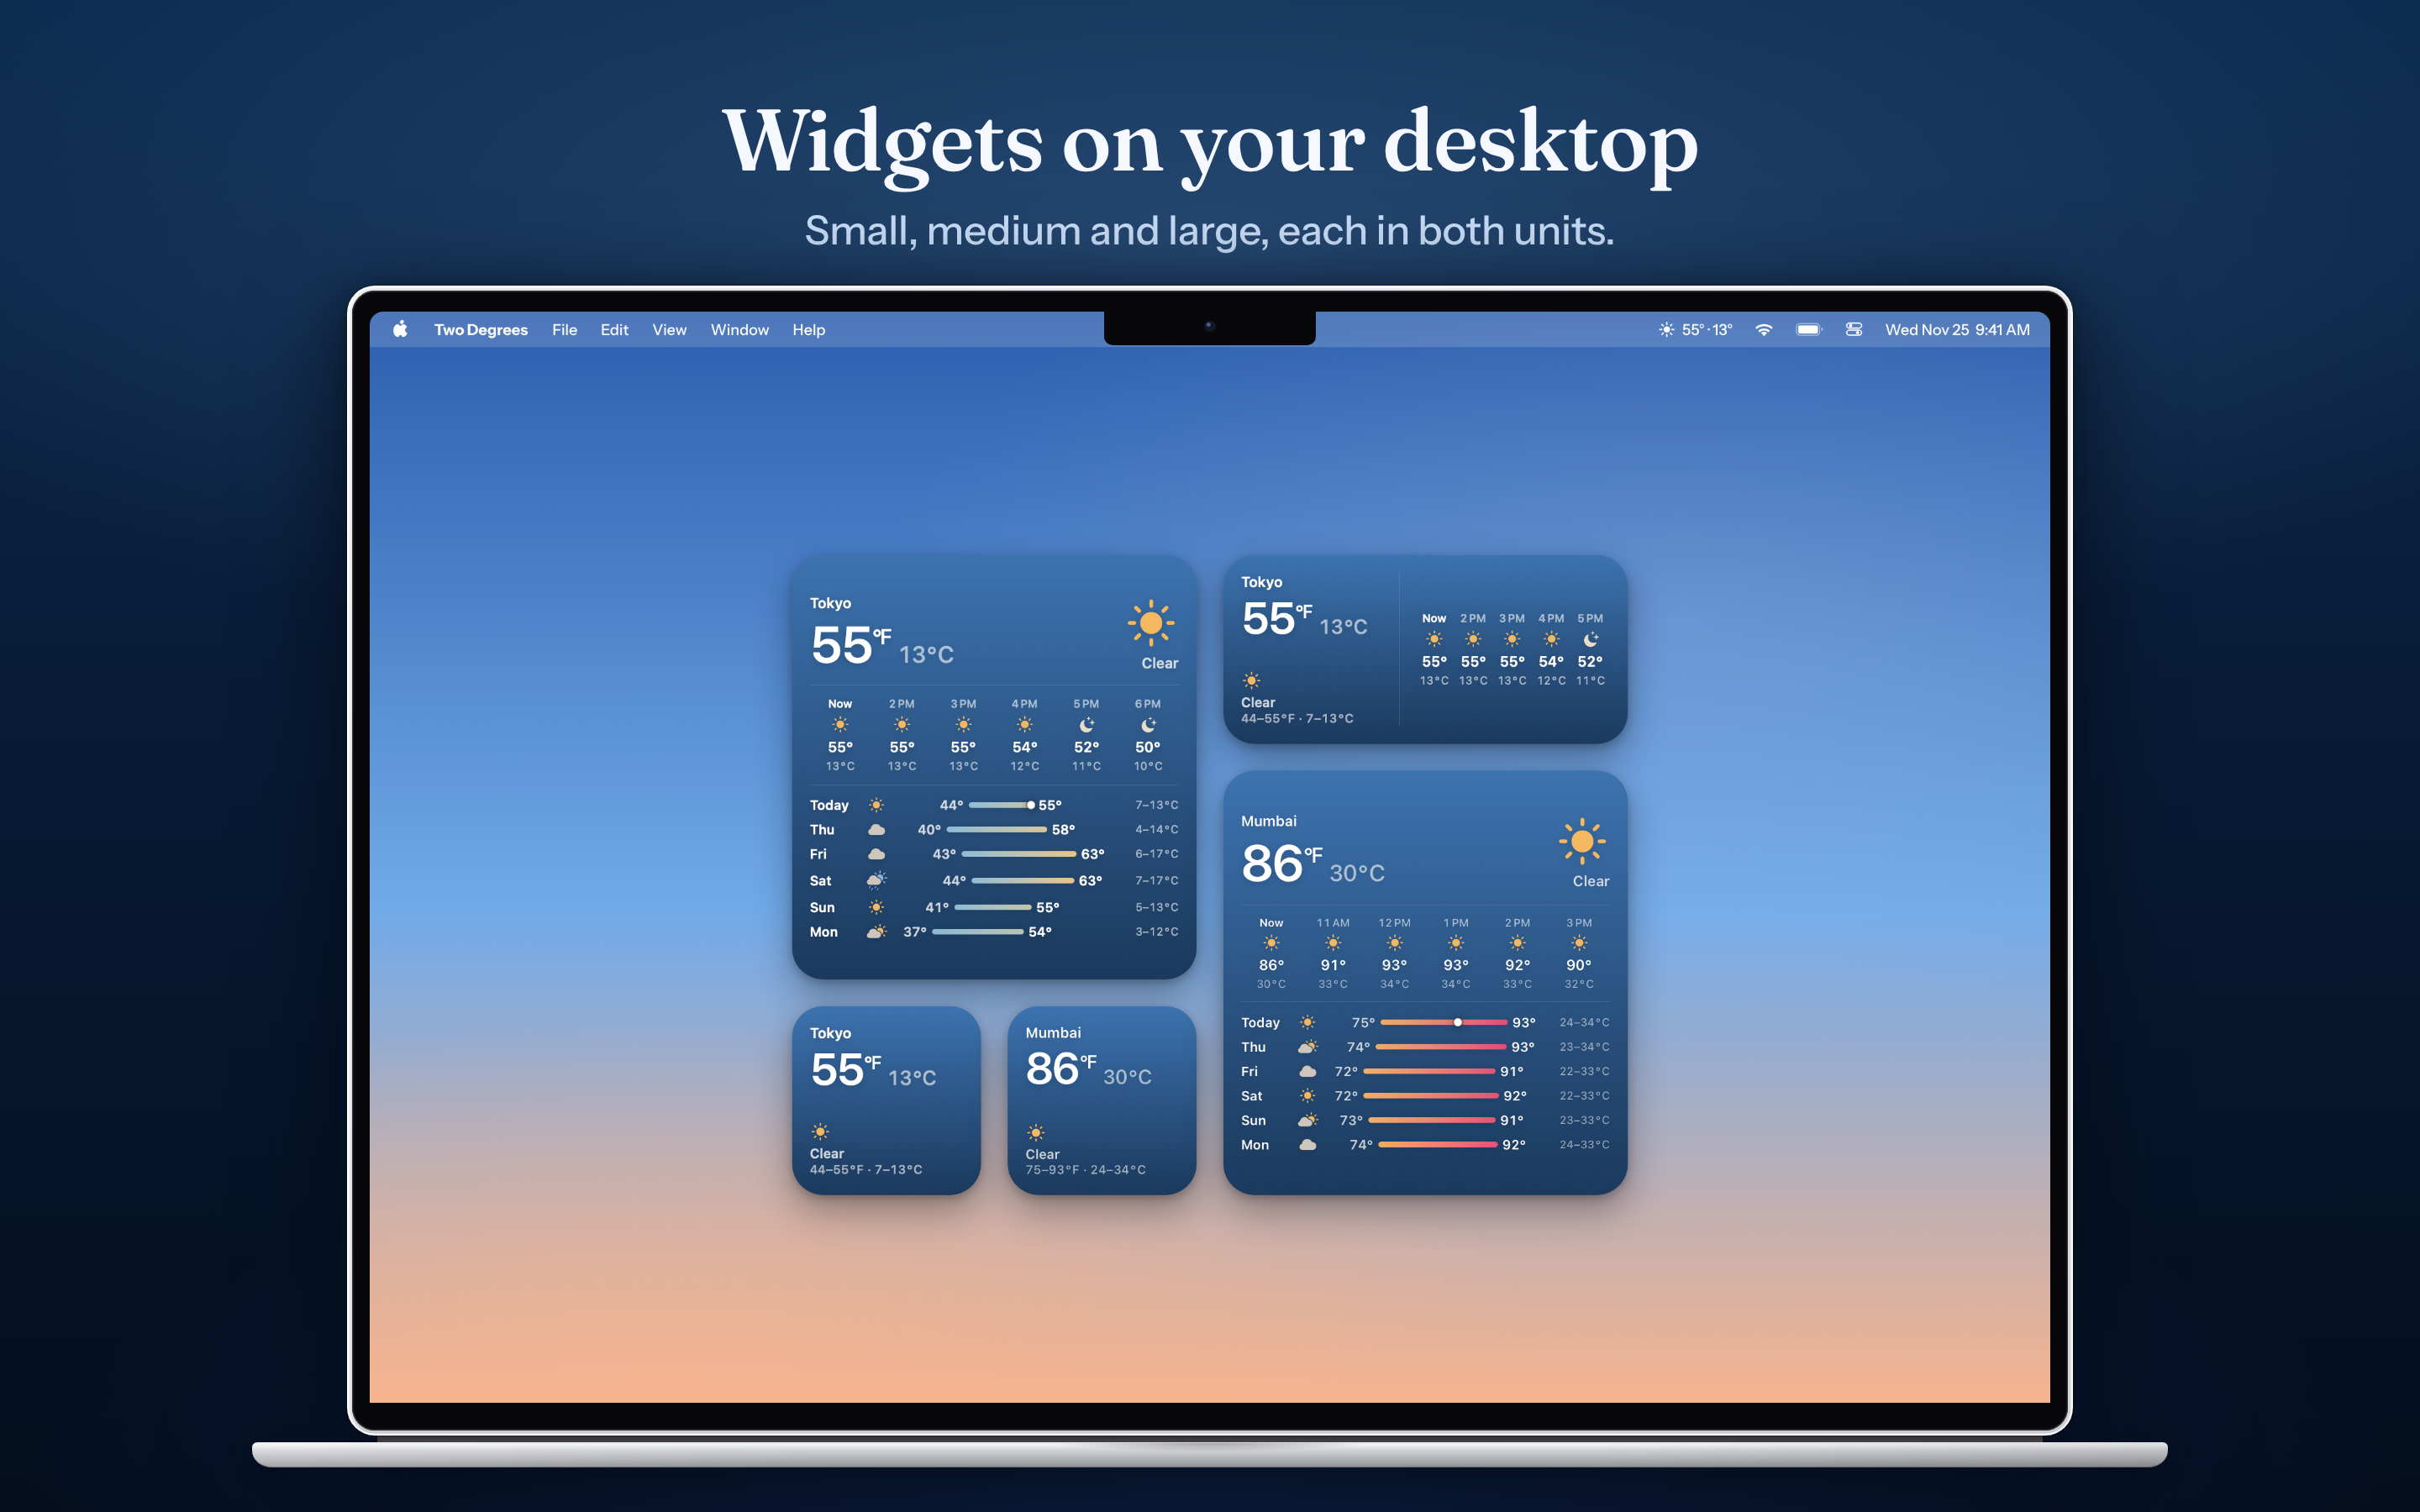 Widgets on your desktop
Small, medium and large, each in both units.
Two Degrees File Edit View Window Help
55° · 13° Wed Nov 25 9:41 AM
Tokyo
55°F 13°C
Clear
Now 2 PM 3 PM 4 PM 5 PM 6 PM
55° 55° 55° 54° 52° 50°
13°C 13°C 13°C 12°C 11°C 10°C
Today 44° 55° 7–13°C
Thu 40° 58° 4–14°C
Fri 43° 63° 6–17°C
Sat 44° 63° 7–17°C
Sun 41° 55° 5–13°C
Mon 37° 54° 3–12°C
Tokyo
55°F 13°C
Clear
44–55°F · 7–13°C
Now 2 PM 3 PM 4 PM 5 PM
55° 55° 55° 54° 52°
13°C 13°C 13°C 12°C 11°C
Tokyo
55°F 13°C
Clear
44–55°F · 7–13°C
Mumbai
86°F 30°C
Clear
75–93°F · 24–34°C
Mumbai
86°F 30°C
Clear
Now 11 AM 12 PM 1 PM 2 PM 3 PM
86° 91° 93° 93° 92° 90°
30°C 33°C 34°C 34°C 33°C 32°C
Today 75° 93° 24–34°C
Thu 74° 93° 23–34°C
Fri 72° 91° 22–33°C
Sat 72° 92° 22–33°C
Sun 73° 91° 23–33°C
Mon 74° 92° 24–33°C